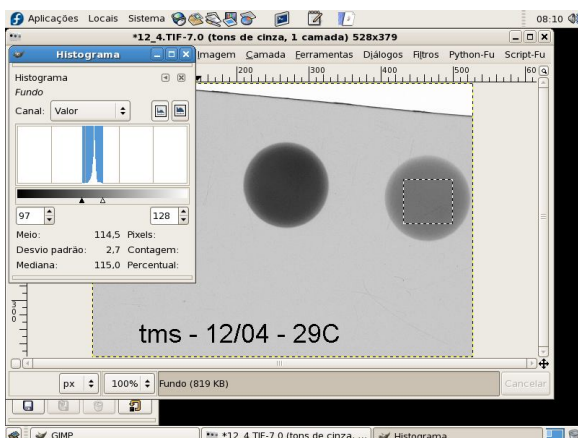 Aplicações Locais Sistema 08:10
*12_4.TIF-7.0 (tons de cinza, 1 camada) 528x379
Histograma
Imagem Camada Ferramentas Diálogos Filtros Python-Fu Script-Fu
200 300 400 500 60
Histograma
Fundo
Canal: Valor
97 128
Meio: 114,5 Pixels:
Desvio padrão: 2,7 Contagem:
Mediana: 115,0 Percentual:
300
tms - 12/04 - 29C
px 100% Fundo (819 KB) Cancelar
GIMP *12_4.TIF-7.0 (tons de cinza, ... Histograma